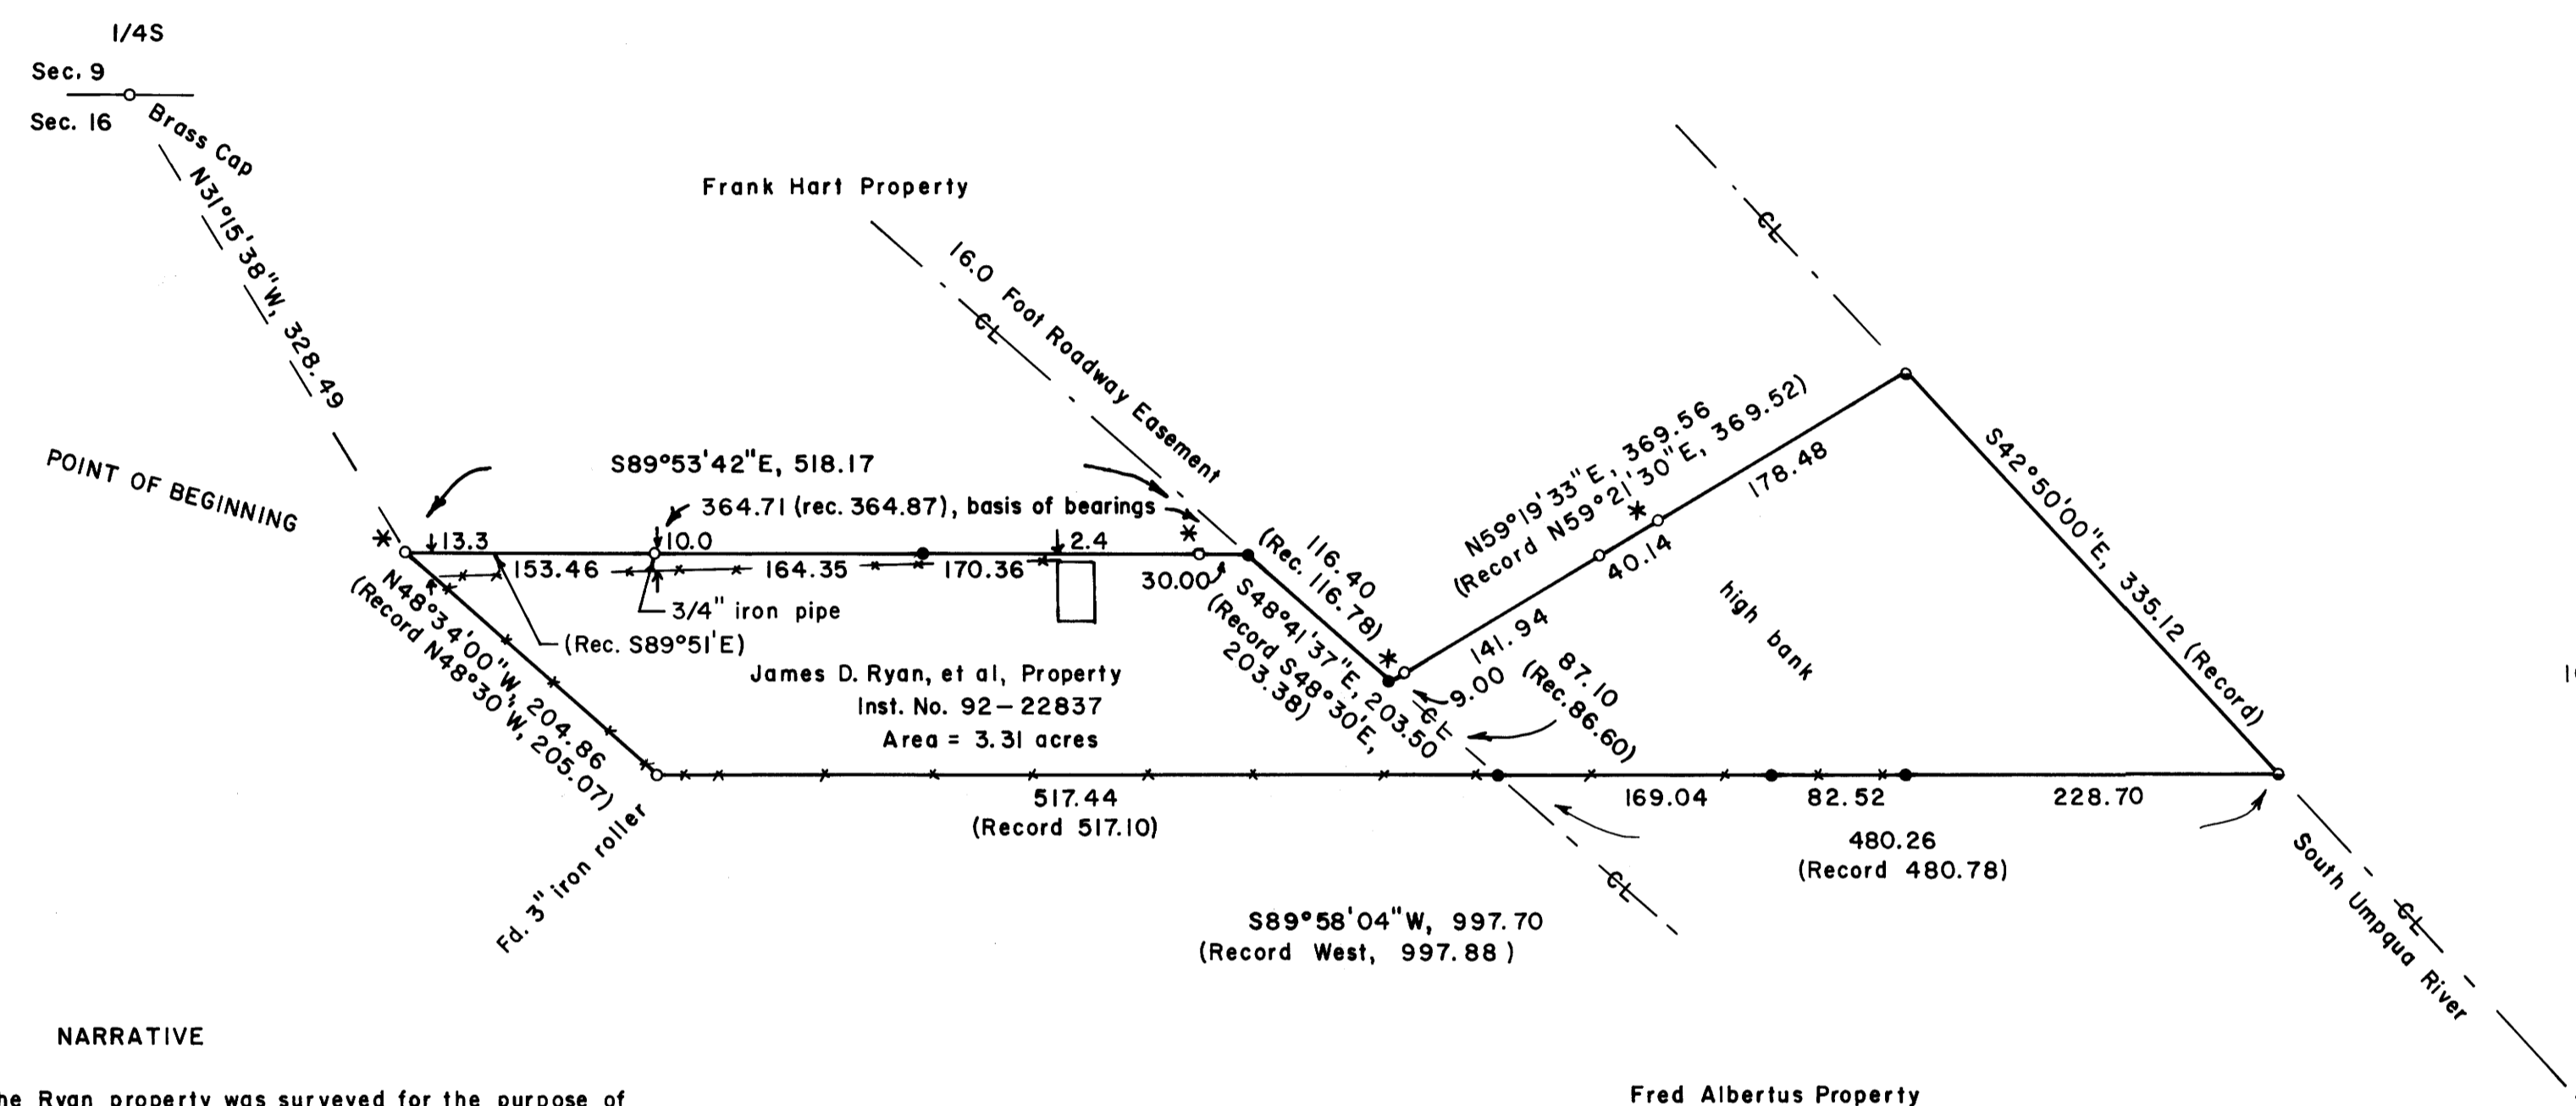 1/4S
Sec. 9
Sec. 16
Brass Cap
N31°15'38"W, 328.49
Frank Hart Property
16.0 Foot Roadway Easement
CL
CL
POINT OF BEGINNING
S89°53'42"E, 518.17
364.71 (rec. 364.87), basis of bearings
13.3
10.0
2.4
153.46
164.35
170.36
30.00
3/4" iron pipe
(Rec. S89°51'E)
N48°34'00"W, 204.86
(Record N48°30'W, 205.07)
Fd. 3" iron roller
James D. Ryan, et al, Property
Inst. No. 92-22837
Area = 3.31 acres
116.40
(Rec. 116.78)
S48°41'37"E, 203.50
(Record S48°30'E,
203.38)
N59°19'33"E, 369.56
(Record N59°21'30"E, 369.52)
178.48
40.14
141.94
9.00
87.10
(Rec.86.60)
CL
high bank
S42°50'00"E, 335.12 (Record)
517.44
(Record 517.10)
169.04
82.52
228.70
480.26
(Record 480.78)
CL
S89°58'04"W, 997.70
(Record West, 997.88)
CL
South Umpqua River
NARRATIVE
Ryan property was surveyed for the purpose of
Fred Albertus Property